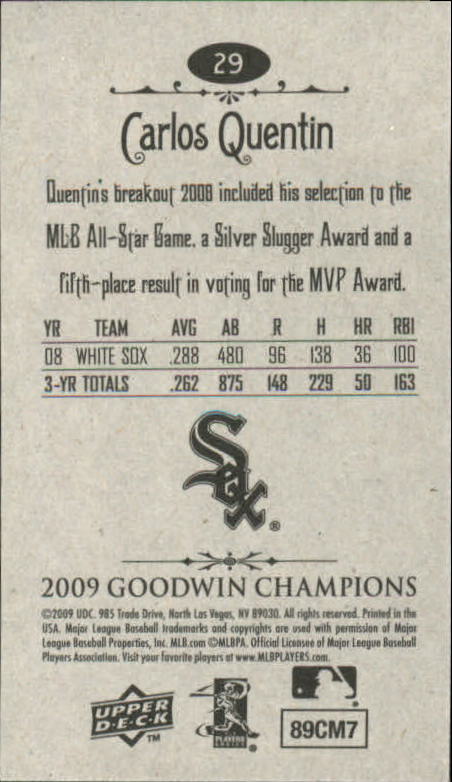 29
Carlos Quentin
Quentin's breakout 2008 included his selection to the
MLB All-Star Game, a Silver Slugger Award and a
fifth-place result in voting for the MVP Award.
YR TEAM AVG AB R H HR RBI
08 WHITE SOX .288 480 96 138 36 100
3-YR TOTALS .262 875 148 229 50 163
Sox®
2009 GOODWIN CHAMPIONS
©2009 UDC. 985 Trade Drive, North Las Vegas, NV 89030. All rights reserved. Printed in the
USA. Major League Baseball trademarks and copyrights are used with permission of Major
League Baseball Properties, Inc. MLB.com ©MLBPA. Official Licensee of Major League Baseball
Players Association. Visit your favorite players at www.MLBPLAYERS.com.
UPPER
D·E·C·K
TM
PLAYERS
CHOICE
®
89CM7